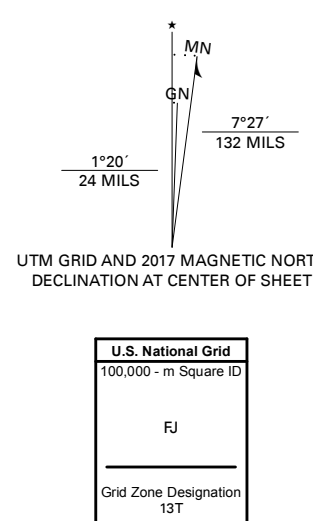 ★
MN
GN
7°27´
132 MILS
1°20´
24 MILS
UTM GRID AND 2017 MAGNETIC NORT
DECLINATION AT CENTER OF SHEET
U.S. National Grid
100,000 - m Square ID
FJ
Grid Zone Designation
13T